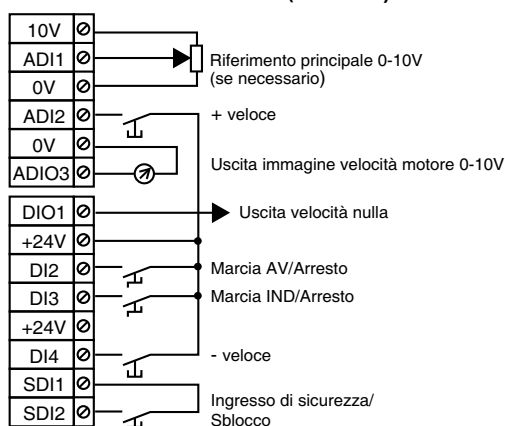 10V
ADI1
Riferimento principale 0-10V
(se necessario)
0V
ADI2
+ veloce
0V
ADIO3
Uscita immagine velocità motore 0-10V
DIO1
Uscita velocità nulla
+24V
DI2
Marcia AV/Arresto
DI3
Marcia IND/Arresto
+24V
DI4
- veloce
SDI1
Ingresso di sicurezza/
SDI2
Sblocco